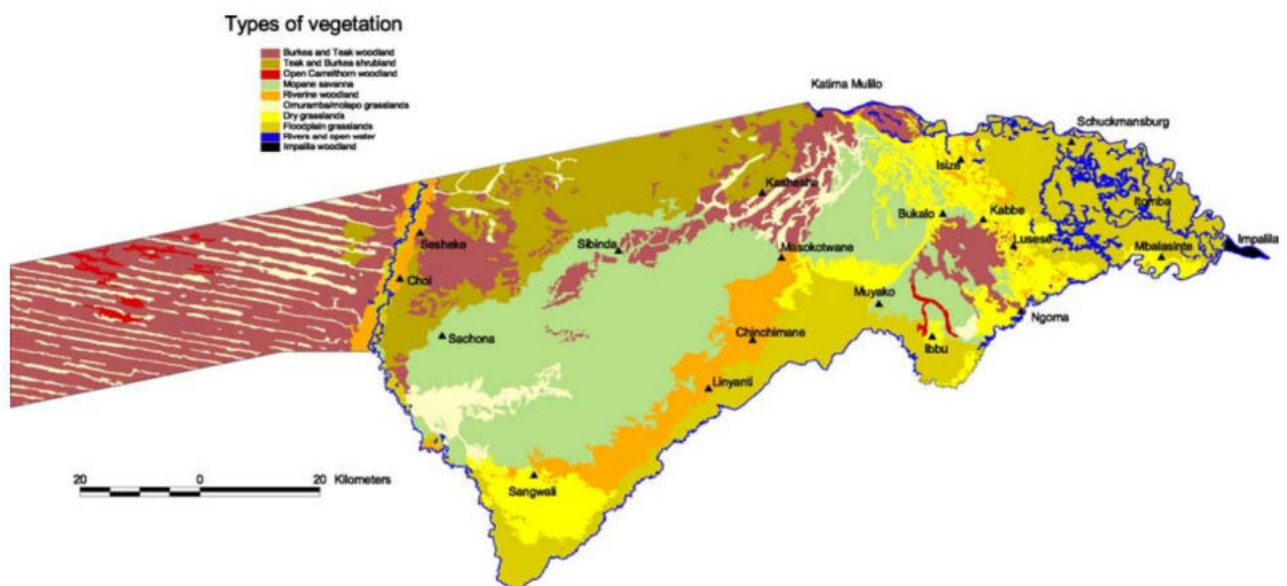 Types of vegetation
Burkea and Teak woodland
Teak and Burkea shrubland
Open Camelthorn woodland
Mopane savanna
Riverine woodland
Omuramba/molapo grasslands
Dry grasslands
Floodplain grasslands
Rivers and open water
Impalila woodland
Katima Mulilo
Schuckmansburg
Isize
Kashesha
Itomba
Bukalo
Kabbe
Sesheke
Sibinda
Masokotwane
Lusese
Mbalasinte
Impalila
Choi
Muyako
Ngoma
Sachona
Chinchimane
Ibbu
Linyanti
Sangwali
20 0 20 Kilometers